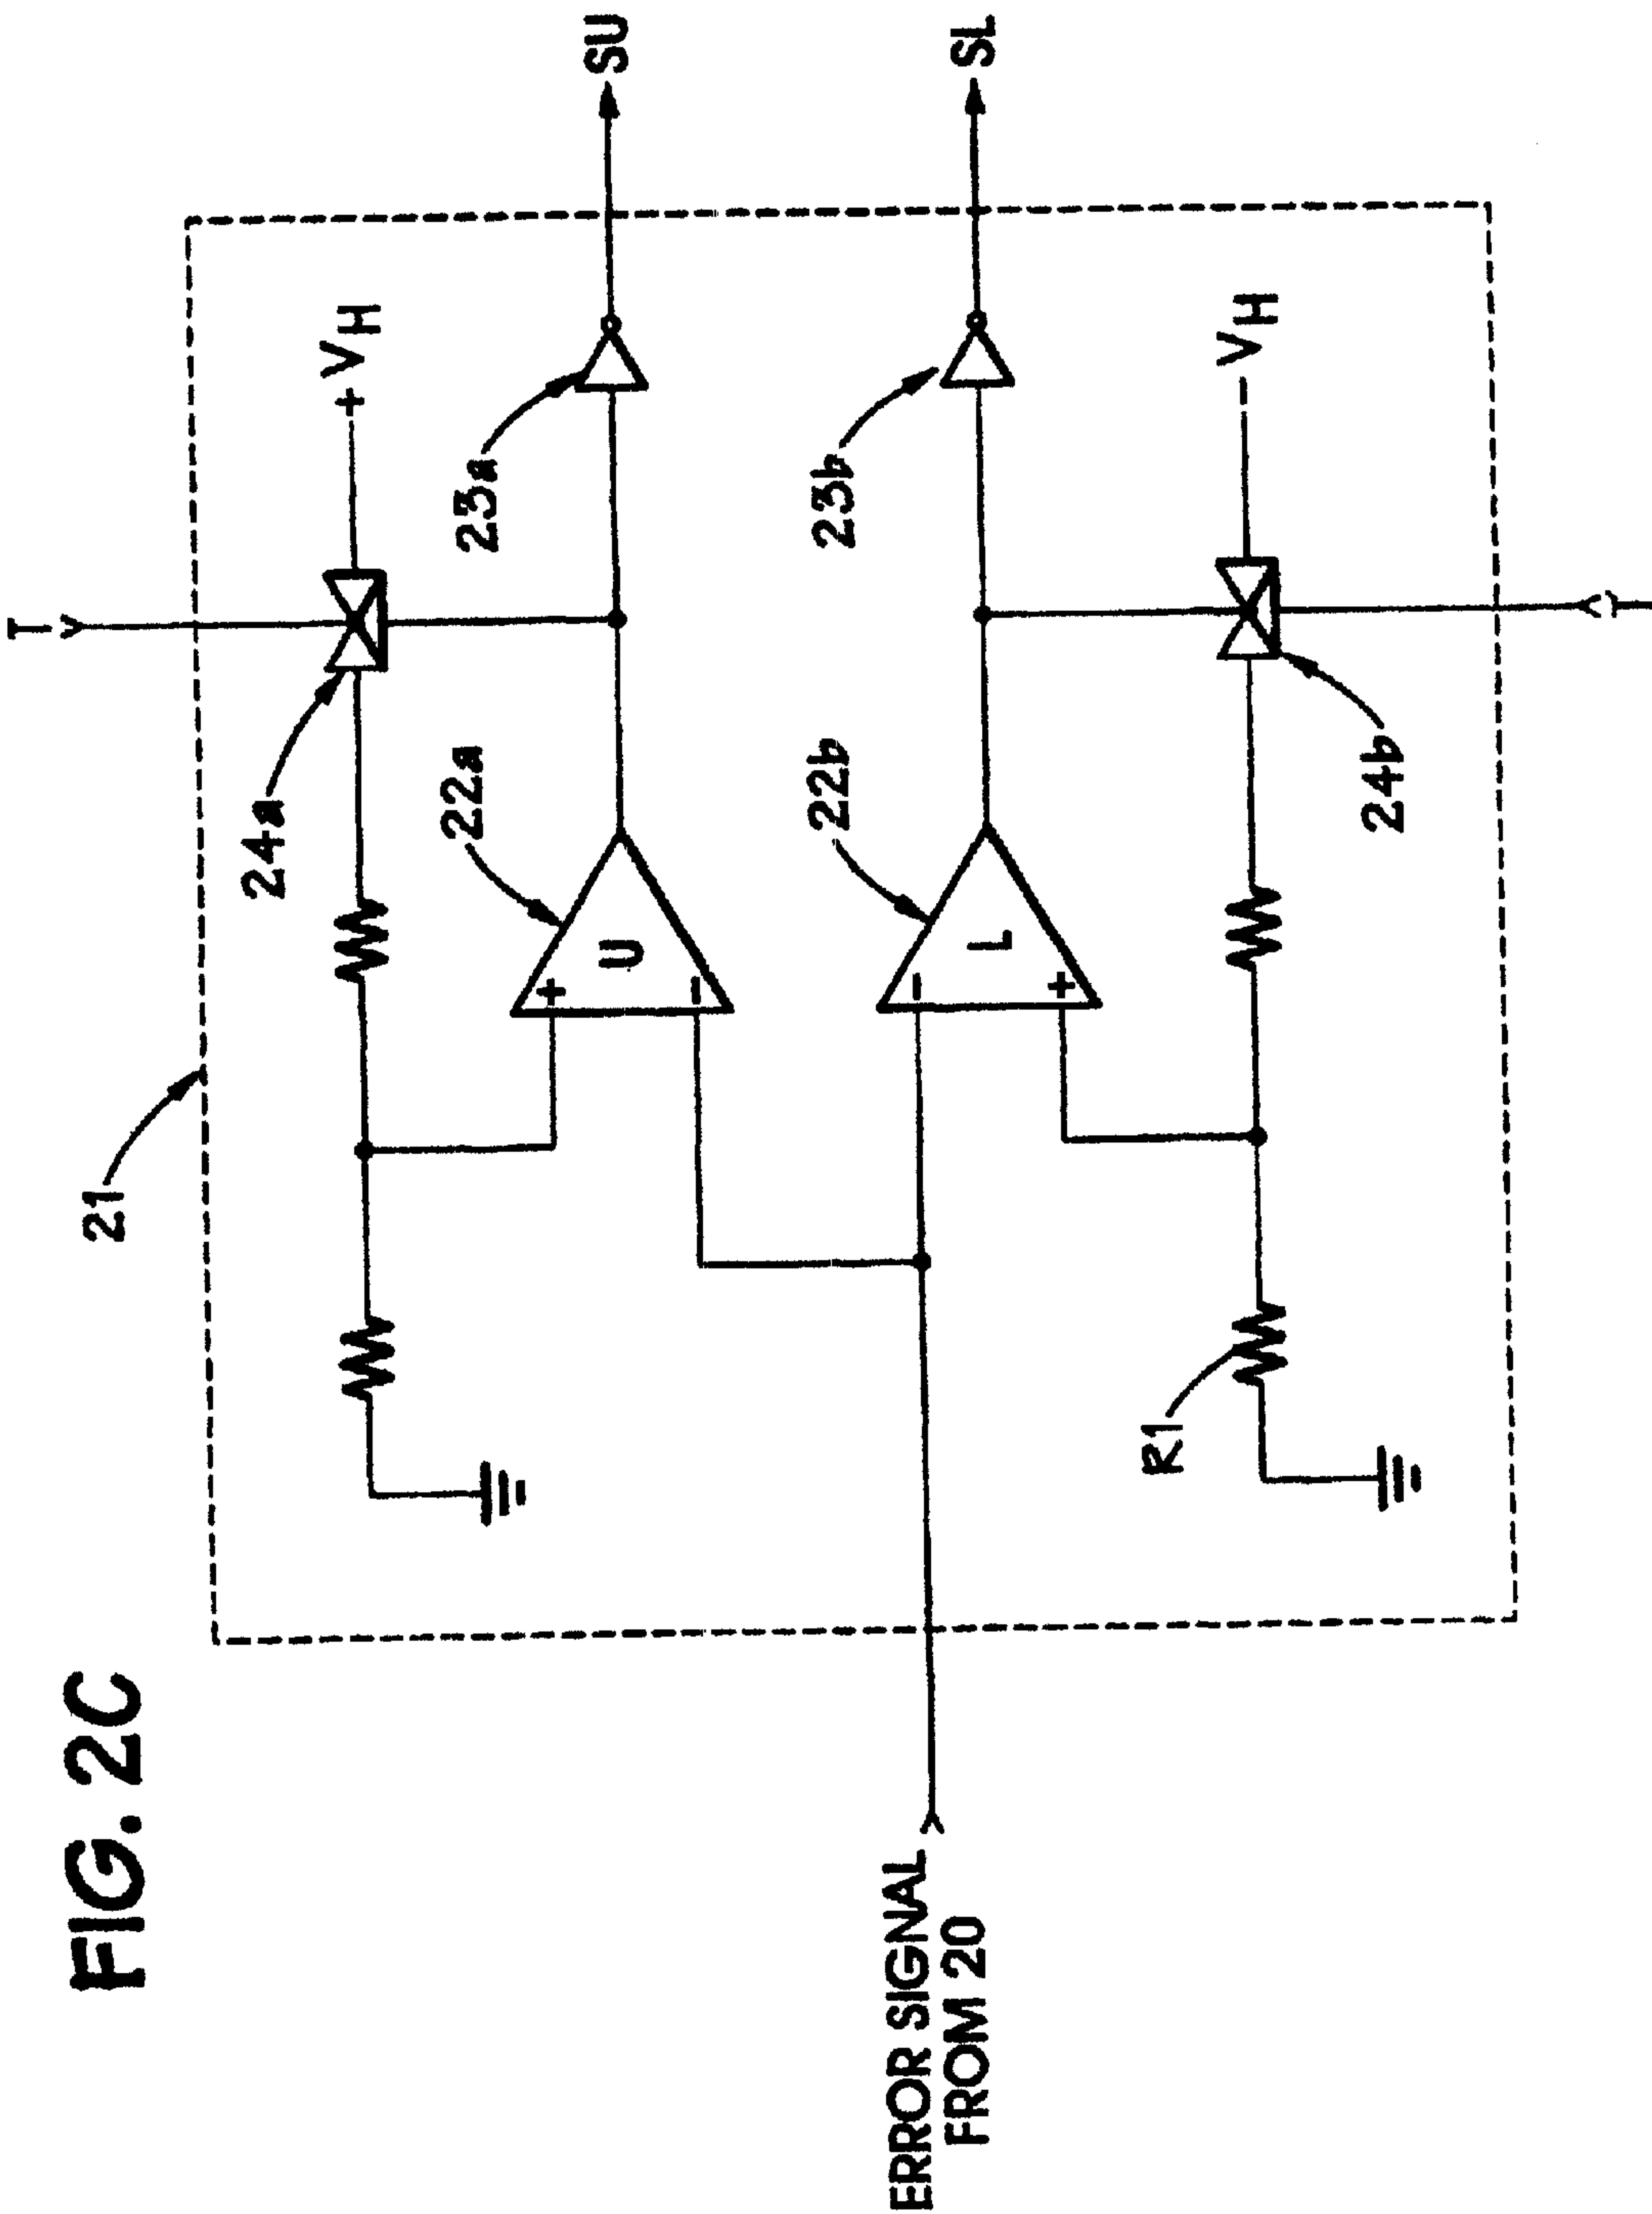 FIG. 2C
21
T
24a
+ VH
22a
U
+
−
23a
SU
ERROR SIGNAL
FROM 20
22b
L
−
+
23b
SL
R1
24b
− VH
T